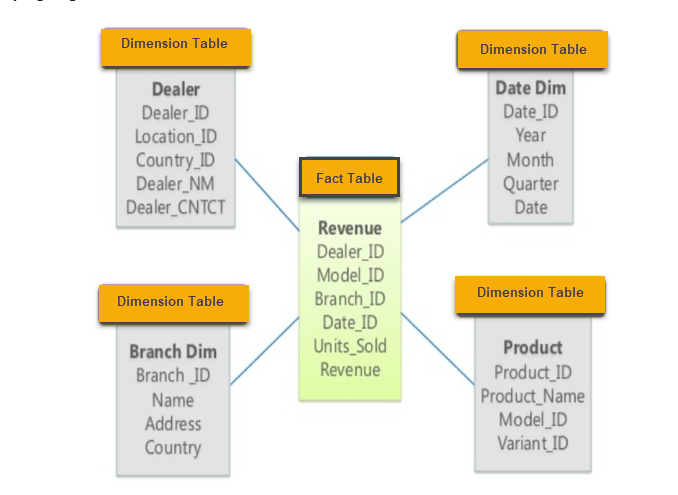 Dimension Table
Dealer
Dealer_ID
Location_ID
Country_ID
Dealer_NM
Dealer_CNTCT
Dimension Table
Date Dim
Date_ID
Year
Month
Quarter
Date
Fact Table
Revenue
Dealer_ID
Model_ID
Branch_ID
Date_ID
Units_Sold
Revenue
Dimension Table
Branch Dim
Branch _ID
Name
Address
Country
Dimension Table
Product
Product_ID
Product_Name
Model_ID
Variant_ID